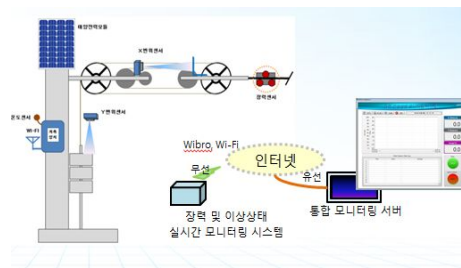 태양전력모듈
X변위센서
장력센서
온도센서
Y변위센서
Wi-Fi
Wibro, Wi-Fi
인터넷
무선
유선
장력 및 이상상태
실시간 모니터링 시스템
통합 모니터링 서버